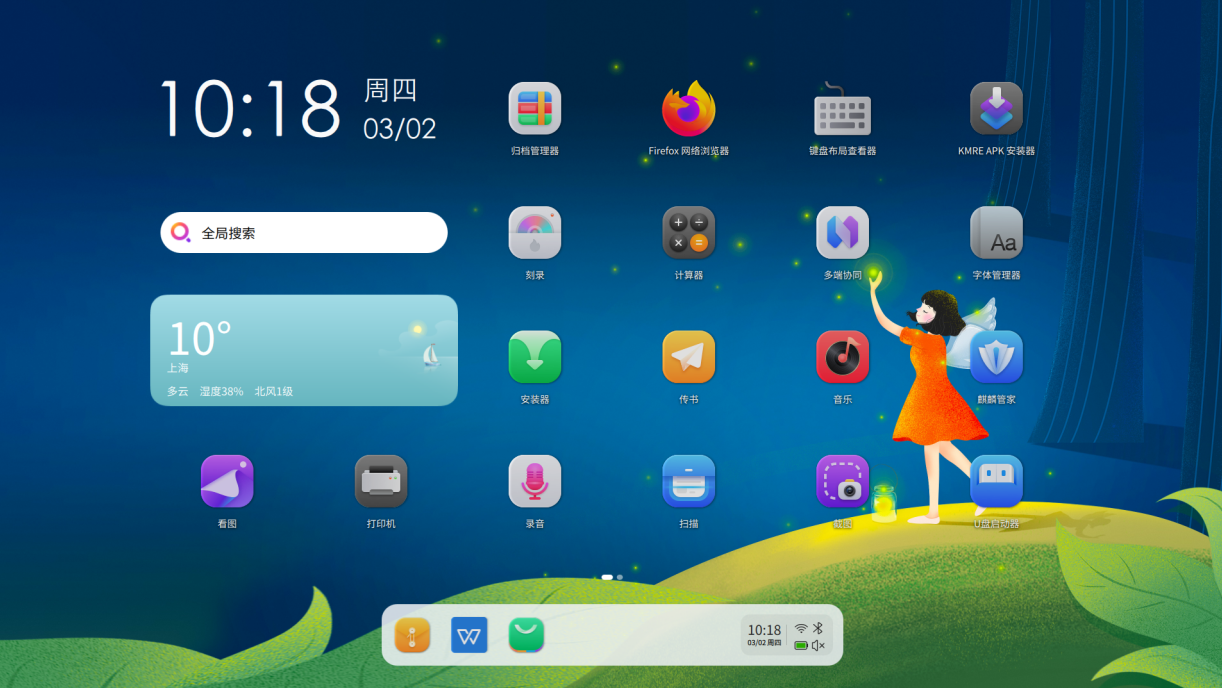 10:18
周四
03/02
全局搜索
10°
上海
多云 湿度38% 北风1级
归档管理器
Firefox 网络浏览器
键盘布局查看器
KMRE APK 安装器
刻录
计算器
多端协同
Aa
字体管理器
安装器
传书
音乐
麒麟管家
看图
打印机
录音
扫描
截图
U盘启动器
W
10:18
03/02 周四